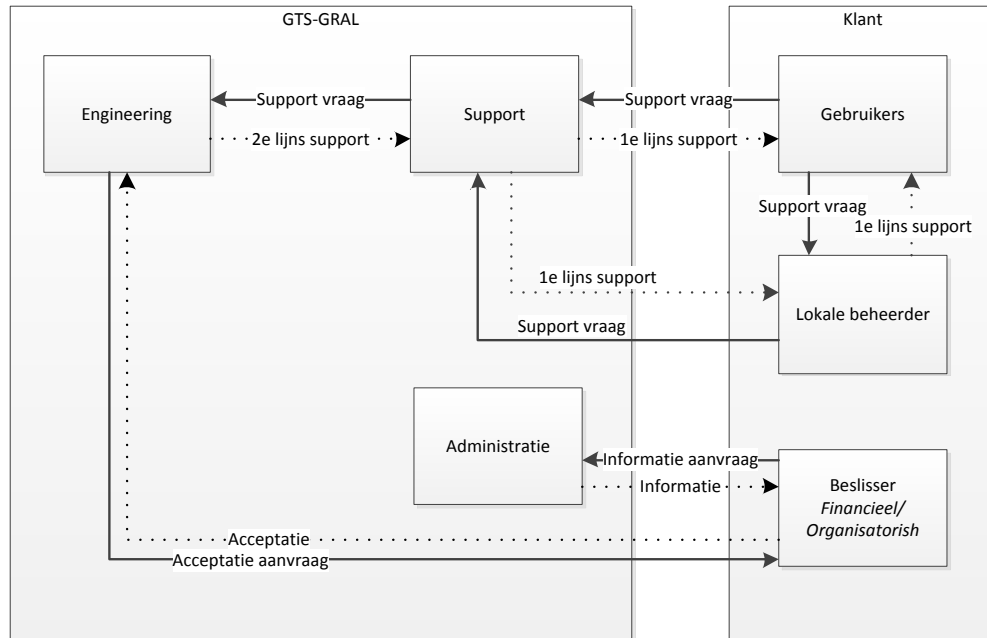 GTS-GRAL
Klant
Engineering
Support vraag
2e lijns support
Support
Support vraag
1e lijns support
Gebruikers
Support vraag
1e lijns support
1e lijns support
Support vraag
Lokale beheerder
Administratie
Informatie aanvraag
Informatie
Beslisser
Financieel/
Organisatorish
Acceptatie
Acceptatie aanvraag